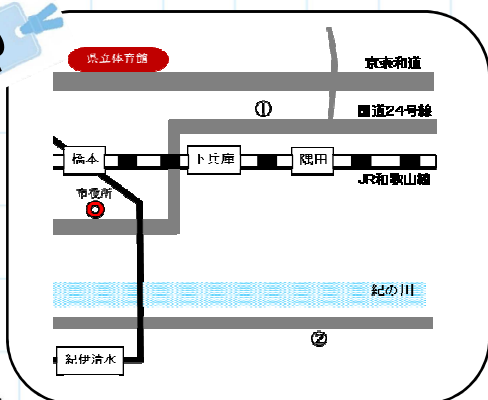 県立体育館
京奈和道
①
国道24号線
橋本
下兵庫
隅田
JR和歌山線
市役所
紀の川
②
紀伊清水